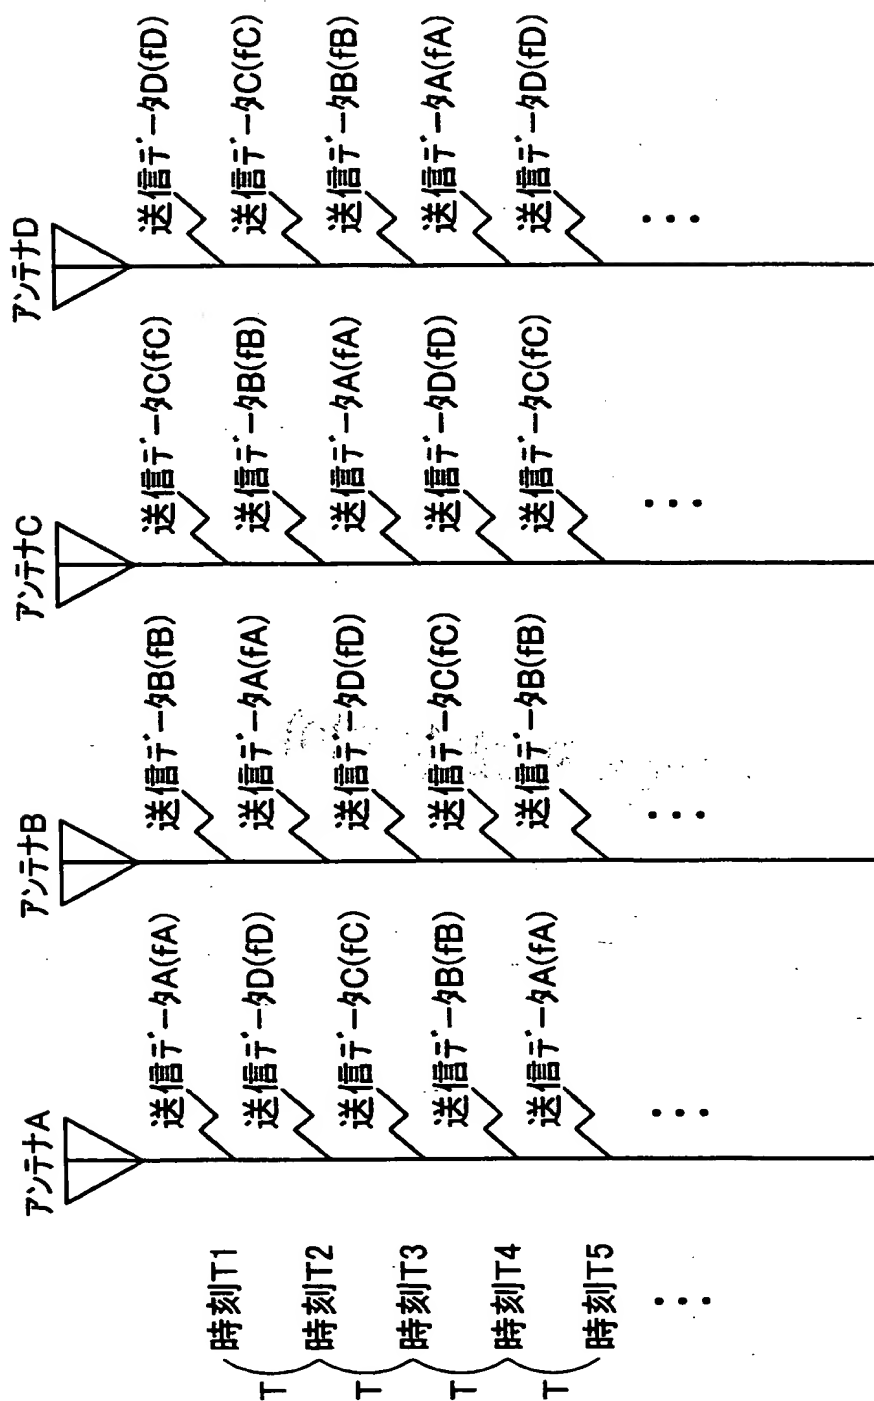 アンテナA
アンテナB
アンテナC
アンテナD
時刻T1
送信データA(fA)
送信データB(fB)
送信データC(fC)
送信データD(fD)
T
時刻T2
送信データD(fD)
送信データA(fA)
送信データB(fB)
送信データC(fC)
T
時刻T3
送信データC(fC)
送信データD(fD)
送信データA(fA)
送信データB(fB)
T
時刻T4
送信データB(fB)
送信データC(fC)
送信データD(fD)
送信データA(fA)
T
時刻T5
送信データA(fA)
送信データB(fB)
送信データC(fC)
送信データD(fD)